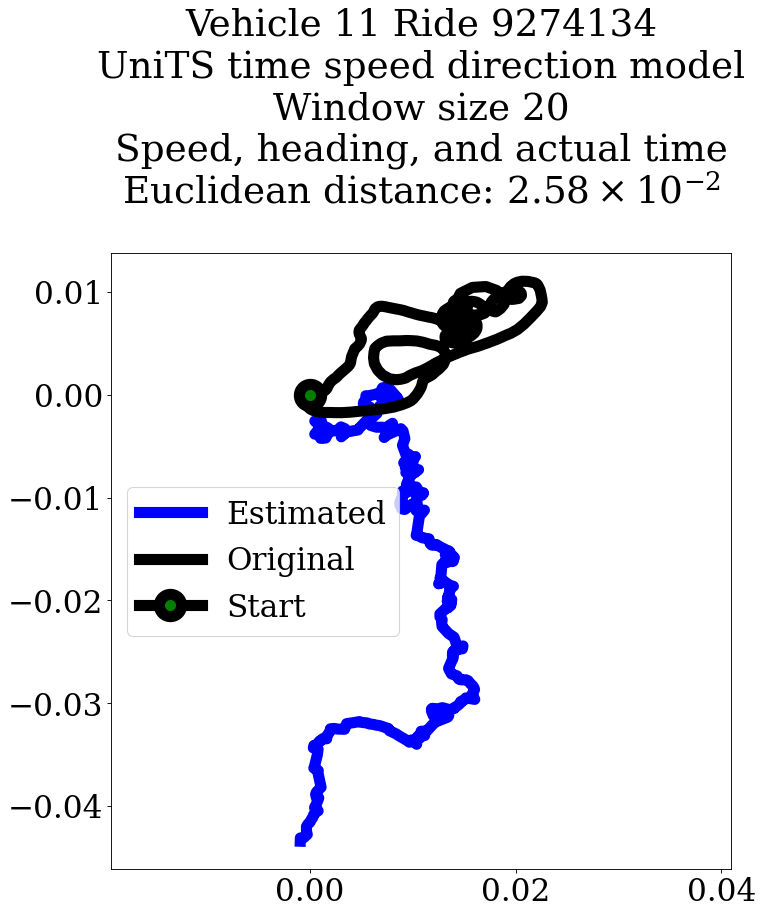 Vehicle 11 Ride 9274134
UniTS time speed direction model
Window size 20
Speed, heading, and actual time
Euclidean distance: 2.58 × 10⁻²
0.01
0.00
−0.01
−0.02
−0.03
−0.04
Estimated
Original
Start
0.00 0.02 0.04